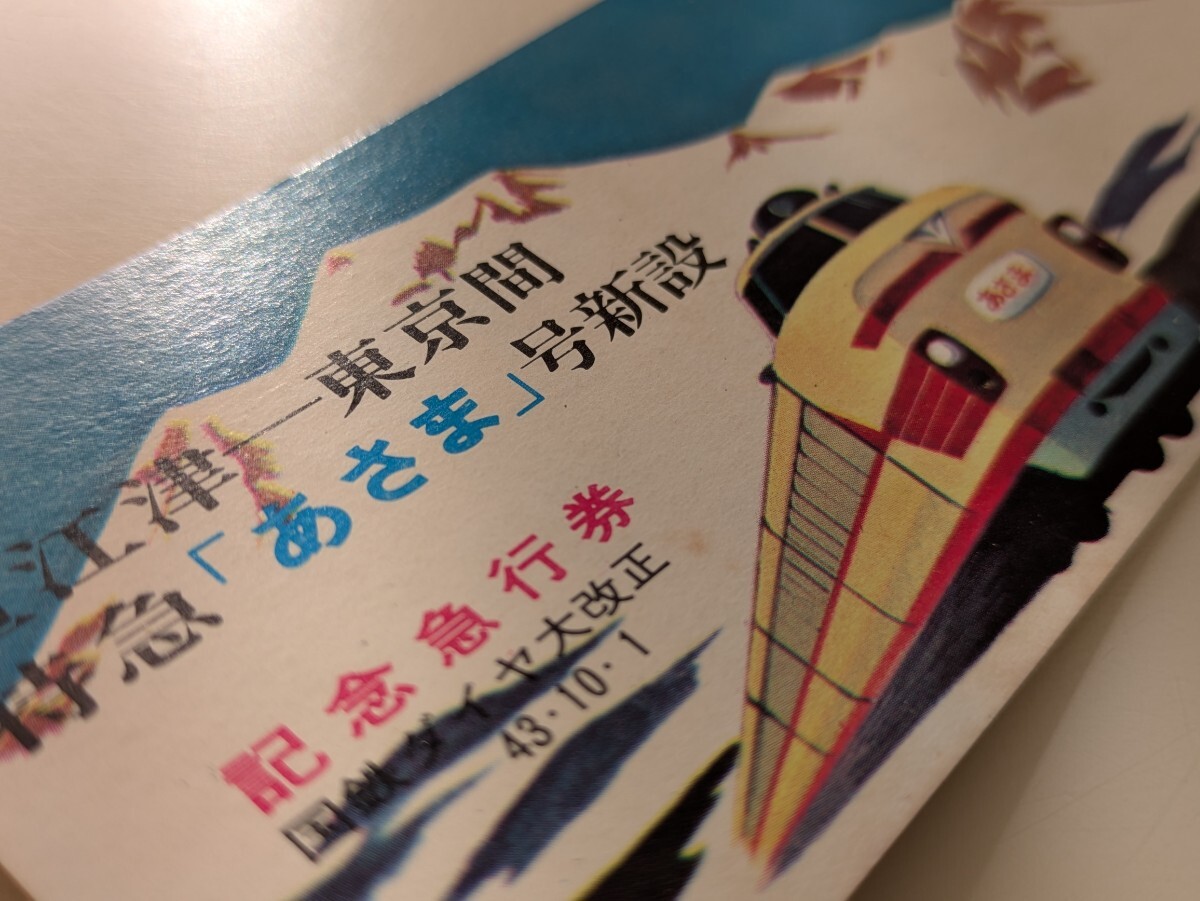 江津―東京間
特急「あさま」号新設
記念急行券
国鉄ダイヤ大改正
43・10・1
あさま